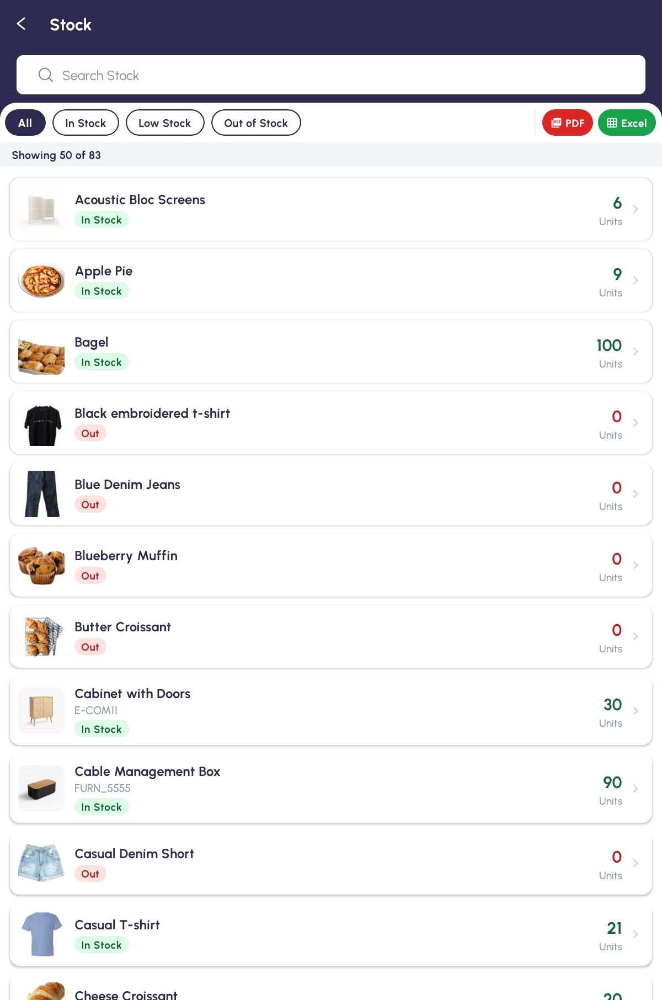 Stock
Search Stock
All
In Stock
Low Stock
Out of Stock
PDF
Excel
Showing 50 of 83
Acoustic Bloc Screens
In Stock
6
Units
Apple Pie
In Stock
9
Units
Bagel
In Stock
100
Units
Black embroidered t-shirt
Out
0
Units
Blue Denim Jeans
Out
0
Units
Blueberry Muffin
Out
0
Units
Butter Croissant
Out
0
Units
Cabinet with Doors
E-COM11
In Stock
30
Units
Cable Management Box
FURN_5555
In Stock
90
Units
Casual Denim Short
Out
0
Units
Casual T-shirt
In Stock
21
Units
Cheese Croissant
20